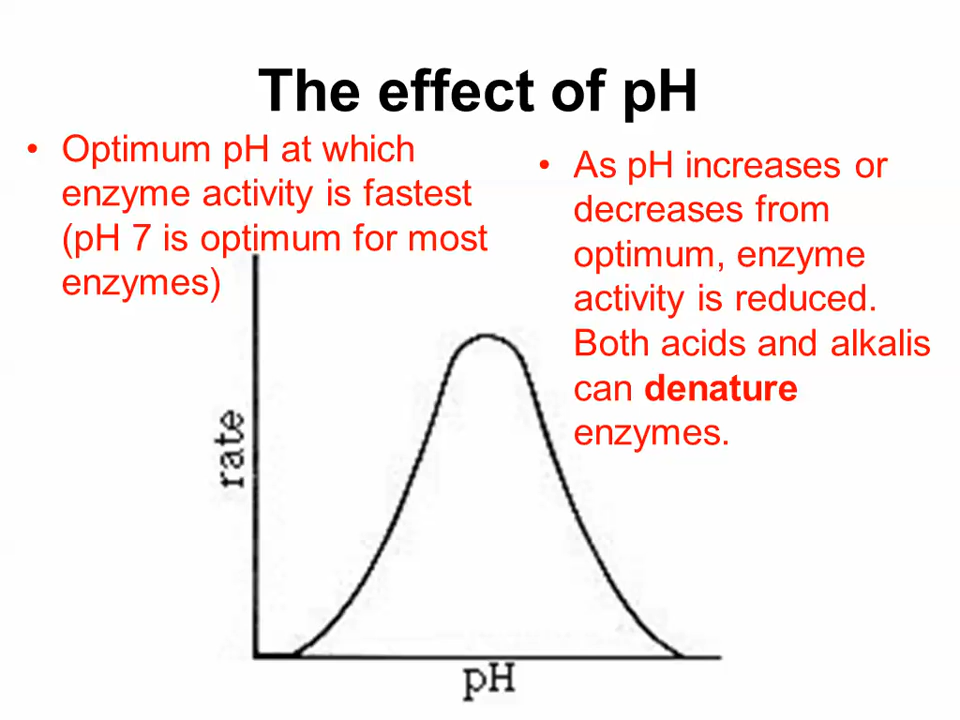 The effect of pH
• Optimum pH at which
enzyme activity is fastest
(pH 7 is optimum for most
enzymes)
• As pH increases or
decreases from
optimum, enzyme
activity is reduced.
Both acids and alkalis
can denature
enzymes.
rate
pH